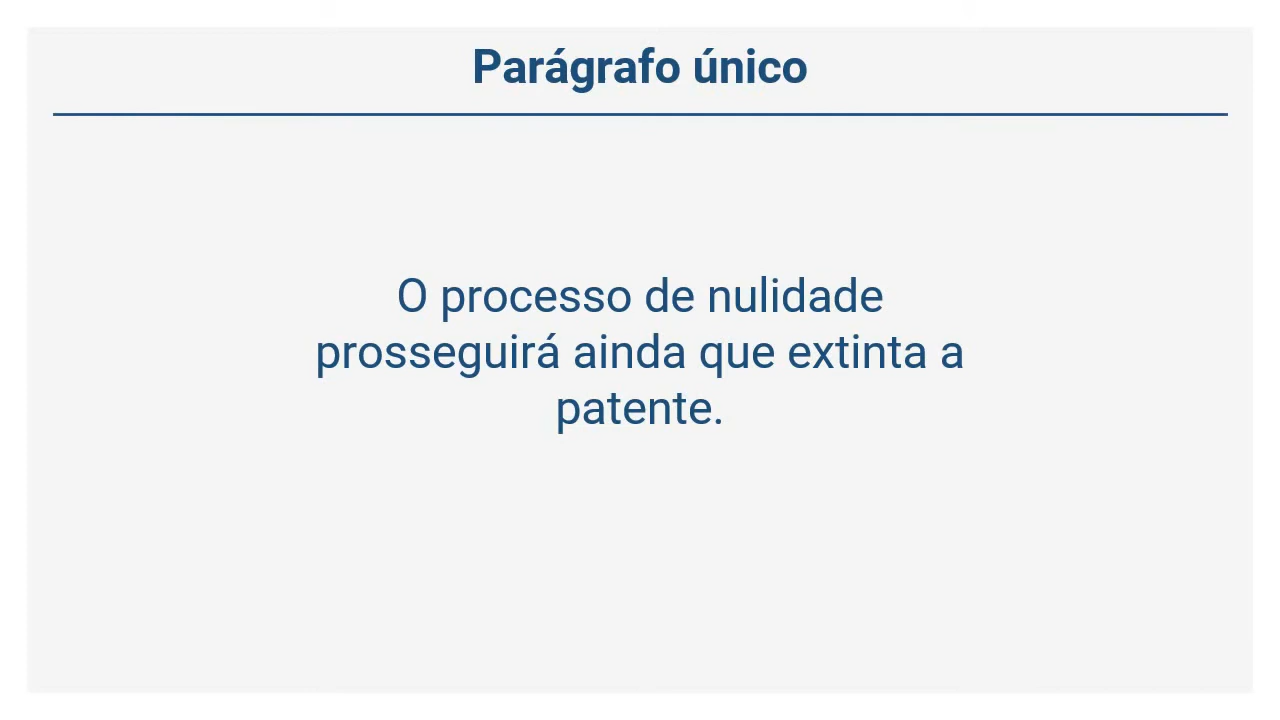 Parágrafo único
O processo de nulidade
prosseguirá ainda que extinta a
patente.